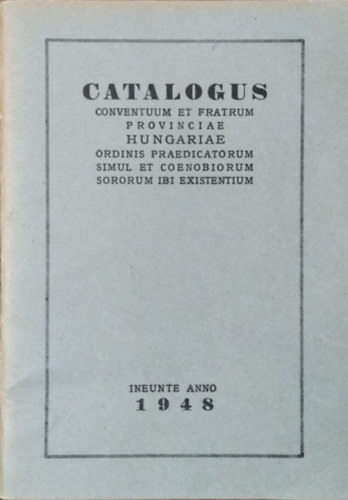 CATALOGUS
CONVENTUUM ET FRATRUM
PROVINCIAE
HUNGARIAE
ORDINIS PRAEDICATORUM
SIMUL ET COENOBIORUM
SORORUM IBI EXISTENTIUM
INEUNTE ANNO
1948